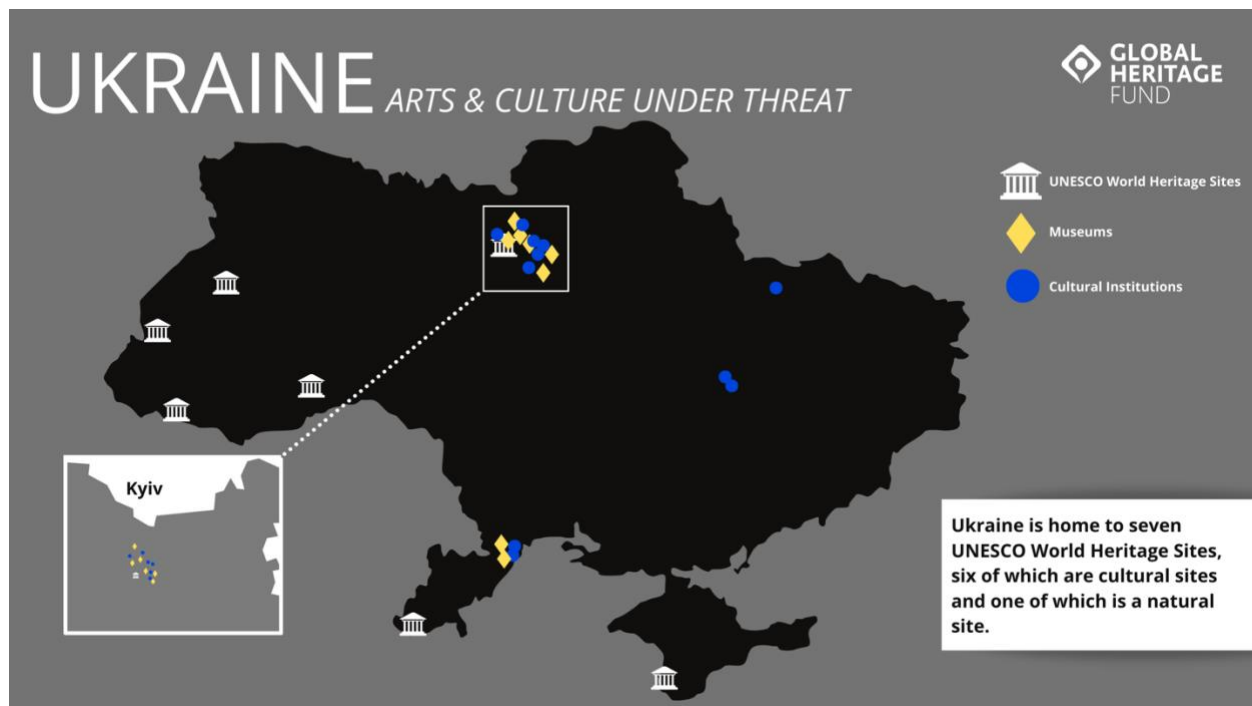 UKRAINE ARTS & CULTURE UNDER THREAT
GLOBAL
HERITAGE
FUND
UNESCO World Heritage Sites
Museums
Cultural Institutions
Kyiv
Ukraine is home to seven
UNESCO World Heritage Sites,
six of which are cultural sites
and one of which is a natural
site.